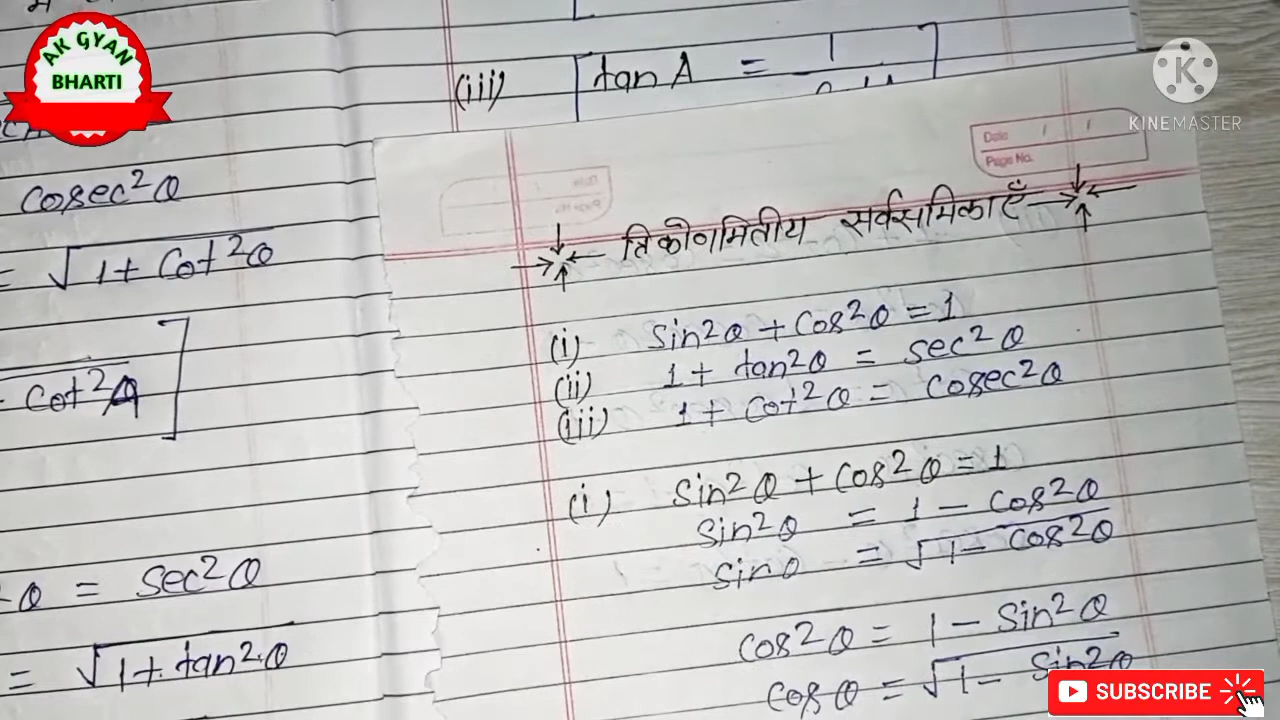 AK GYAN
BHARTI
KINEMASTER
(iii) tan A = 1
cosec²θ
= √1 + cot²θ
cot²A
θ = sec²θ
= √1 + tan²θ
Date / /
Page No.
त्रिकोणमितीय सर्वसमिकाएँ
(i) sin²θ + cos²θ = 1
(ii) 1 + tan²θ = sec²θ
(iii) 1 + cot²θ = cosec²θ
(i) sin²θ + cos²θ = 1
sin²θ = 1 - cos²θ
sinθ = √1 - cos²θ
cos²θ = 1 - sin²θ
cosθ = √1 - sin²θ
SUBSCRIBE